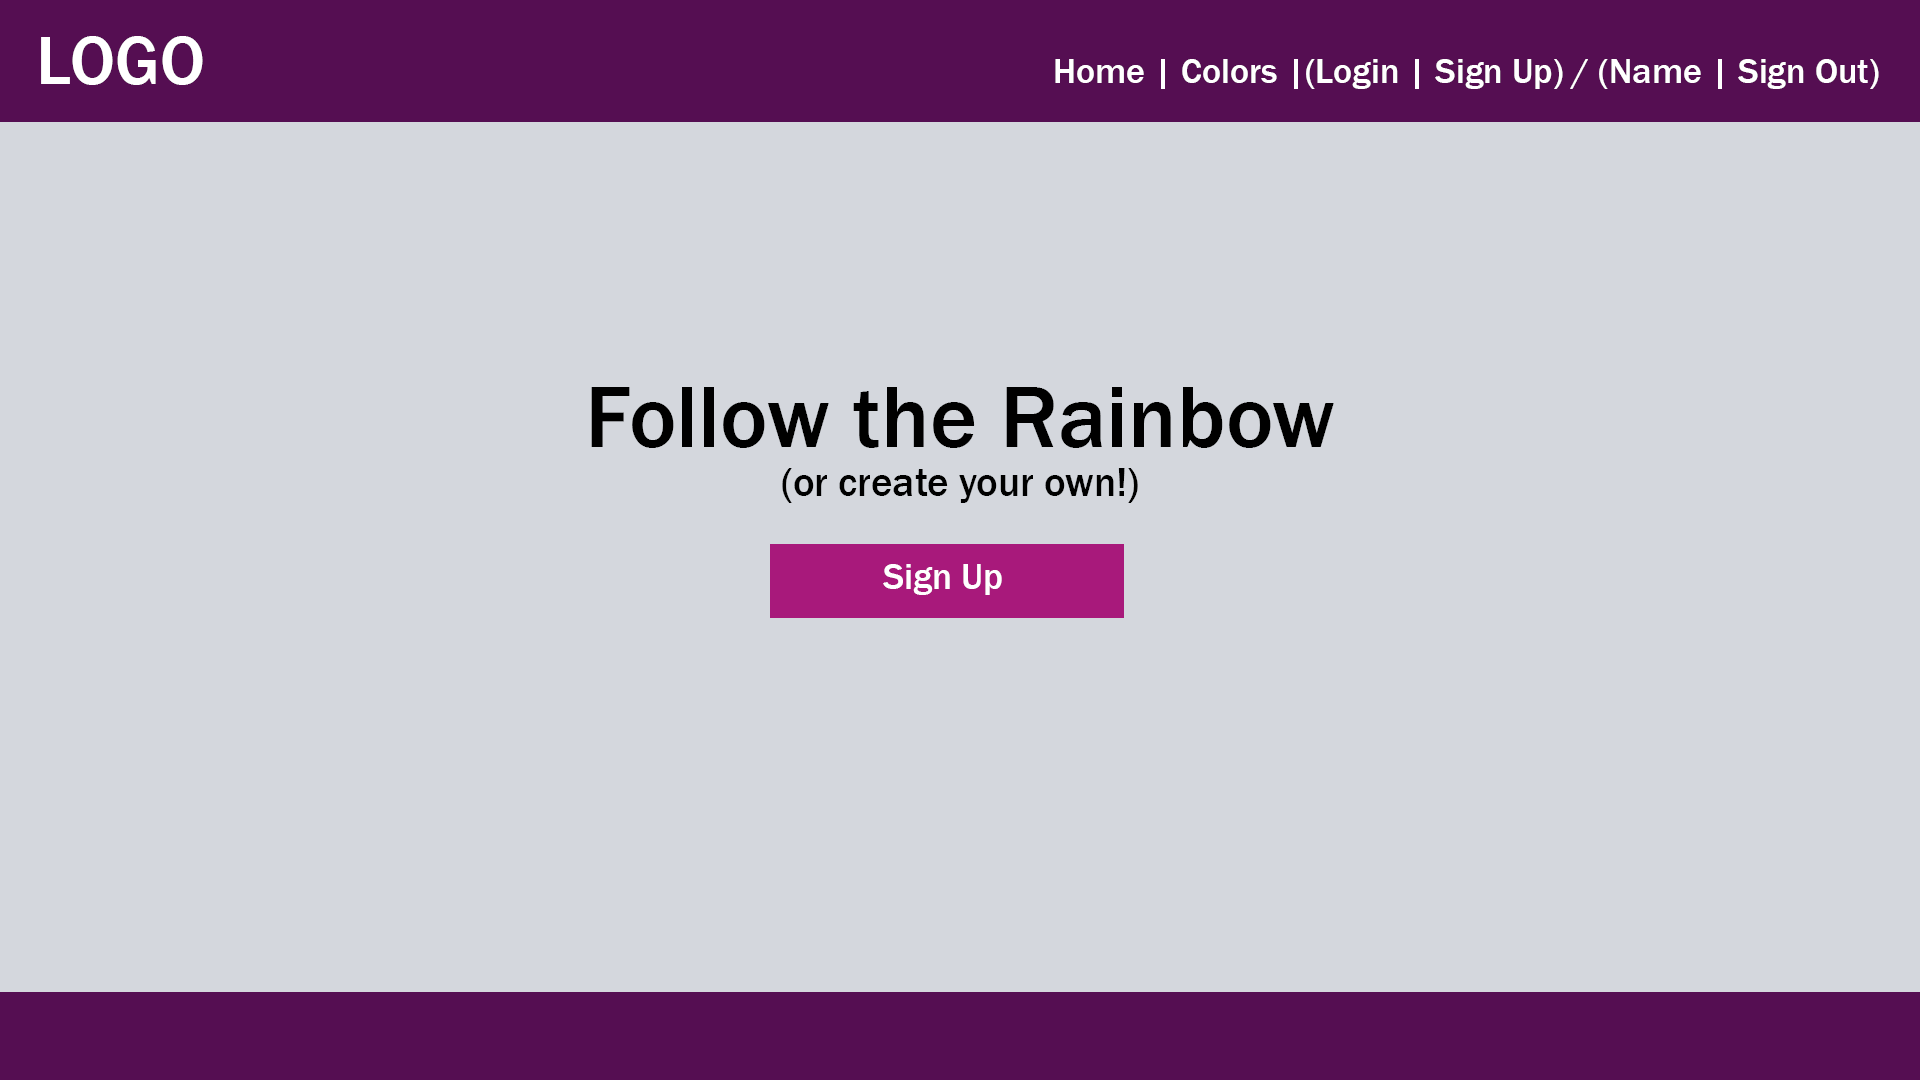 LOGO
Home | Colors |(Login | Sign Up) / (Name | Sign Out)
Follow the Rainbow
(or create your own!)
Sign Up